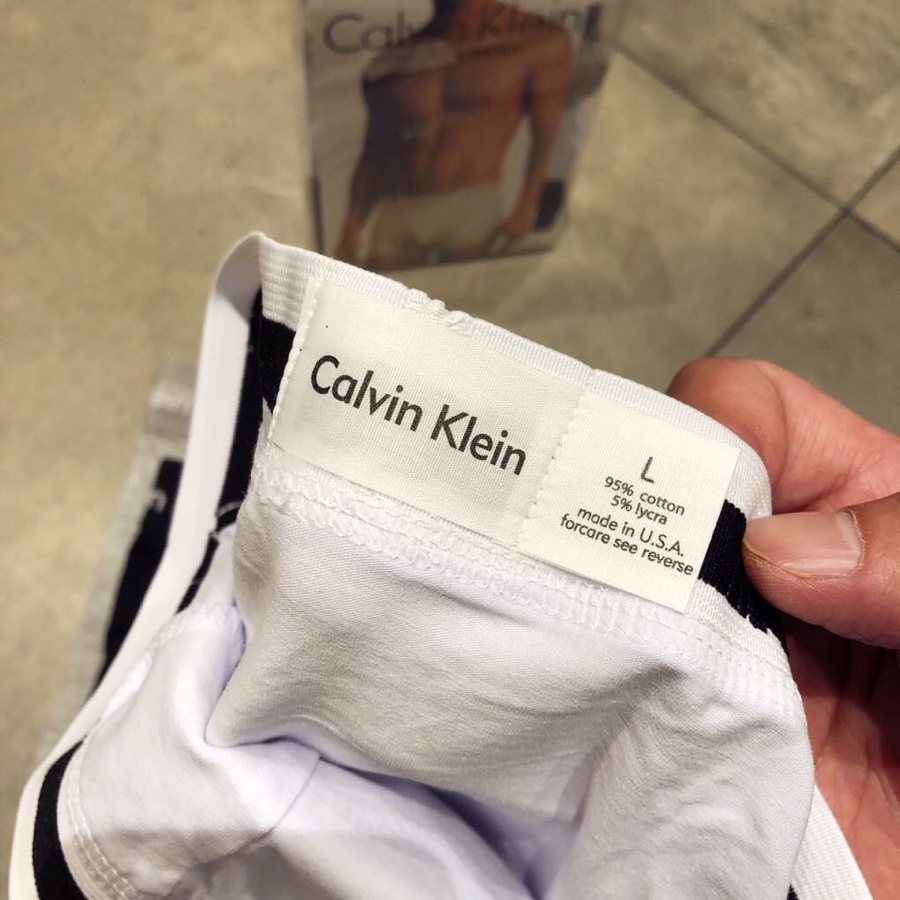 Calvin Klein
Calvin Klein
L
95% cotton
5% lycra
made in U.S.A.
forcare see reverse